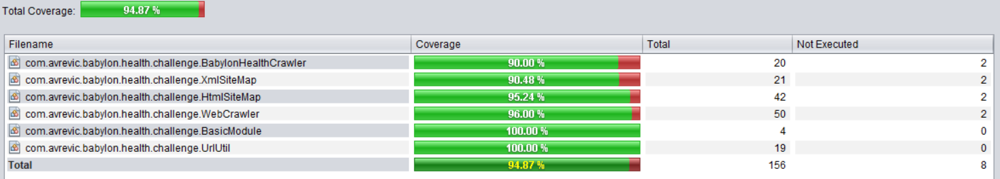 Total Coverage: 94.87 %
Filename Coverage Total Not Executed
com.avrevic.babylon.health.challenge.BabylonHealthCrawler 90.00 % 20 2
com.avrevic.babylon.health.challenge.XmlSiteMap 90.48 % 21 2
com.avrevic.babylon.health.challenge.HtmlSiteMap 95.24 % 42 2
com.avrevic.babylon.health.challenge.WebCrawler 96.00 % 50 2
com.avrevic.babylon.health.challenge.BasicModule 100.00 % 4 0
com.avrevic.babylon.health.challenge.UrlUtil 100.00 % 19 0
Total 94.87 % 156 8